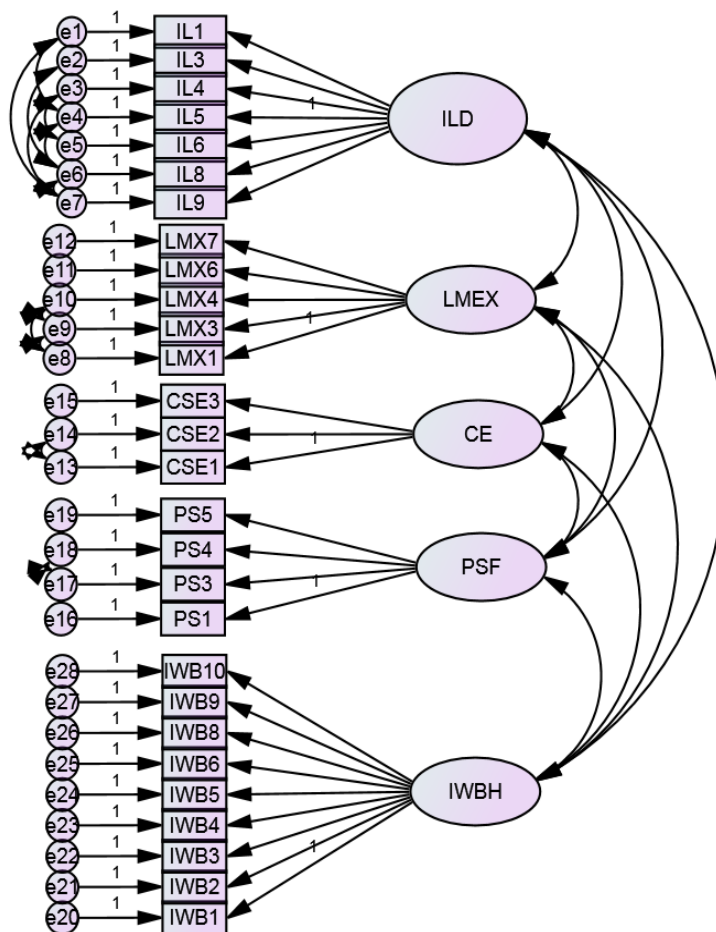 e1 1 IL1
e2 1 IL3
e3 1 IL4
e4 1 IL5 1 ILD
e5 1 IL6
e6 1 IL8
e7 1 IL9
e12 1 LMX7
e11 1 LMX6
e10 1 LMX4 LMEX
e9 1 LMX3 1
e8 1 LMX1
e15 1 CSE3
e14 1 CSE2 1 CE
e13 1 CSE1
e19 1 PS5
e18 1 PS4 PSF
e17 1 PS3 1
e16 1 PS1
e28 1 IWB10
e27 1 IWB9
e26 1 IWB8
e25 1 IWB6
e24 1 IWB5 IWBH
e23 1 IWB4
e22 1 IWB3 1
e21 1 IWB2
e20 1 IWB1